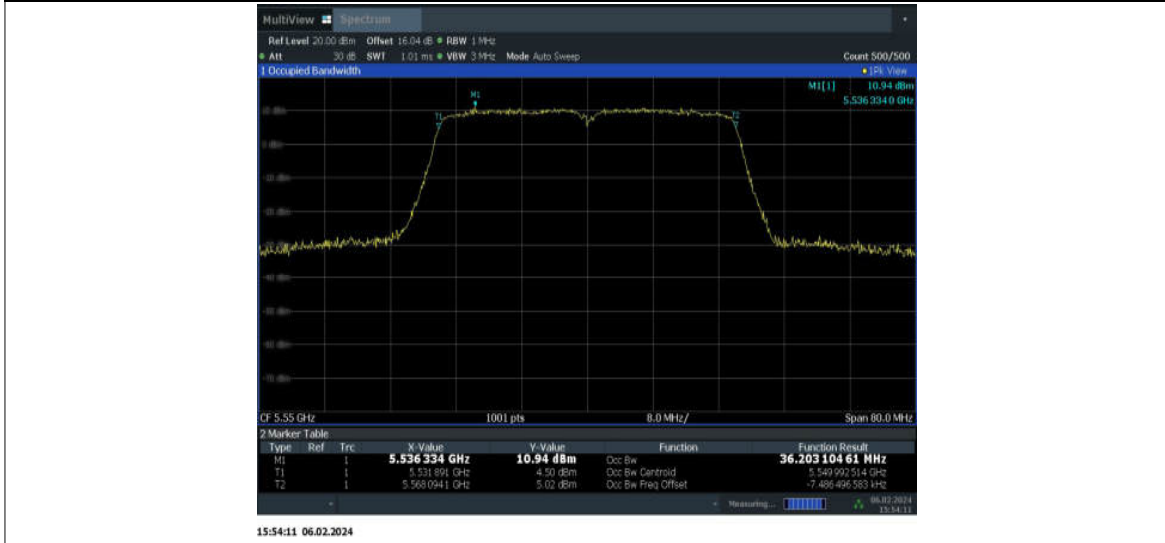 MultiView Spectrum
Ref Level 20.00 dBm Offset 16.04 dB RBW 1 MHz
Att 30 dB SWT 1.01 ms VBW 3 MHz Mode Auto Sweep Count 500/500
1 Occupied Bandwidth 1Pk View
M1[1] 10.94 dBm
5.5363340 GHz
M1
T1 T2
CF 5.55 GHz 1001 pts 8.0 MHz/ Span 80.0 MHz
2 Marker Table
Type Ref Trc X-Value Y-Value Function Function Result
M1 1 5.536 334 GHz 10.94 dBm Occ Bw 36.203 104 61 MHz
T1 1 5.531 891 GHz 4.50 dBm Occ Bw Centroid 5.549 992 514 GHz
T2 1 5.568 0941 GHz 5.02 dBm Occ Bw Freq Offset -7.486 496 583 kHz
Measuring... 06.02.2024
15:54:11
15:54:11 06.02.2024